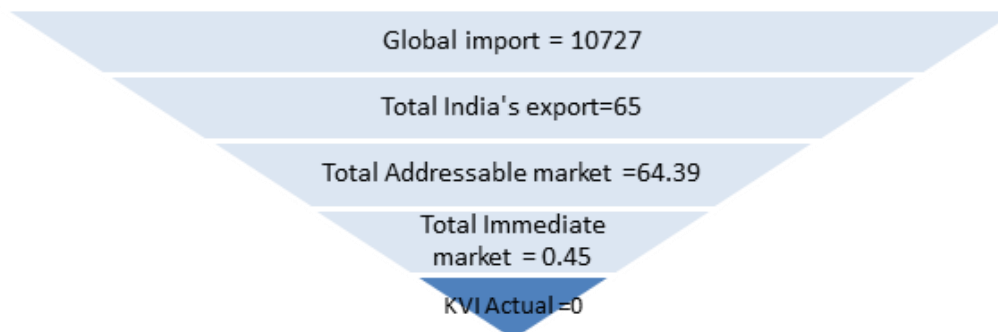 Global import = 10727
Total India's export=65
Total Addressable market =64.39
Total Immediate
market = 0.45
KVI Actual =0